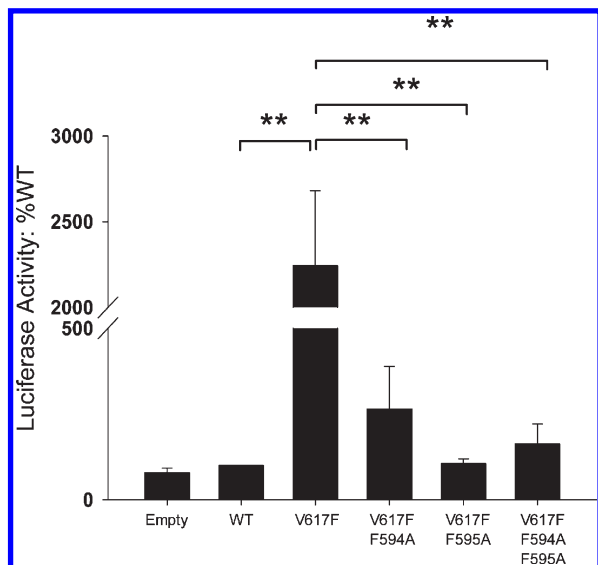 **
**
** **
3000
2500
2000
500
0
Luciferase Activity: %WT
Empty WT V617F V617F V617F V617F
F594A F595A F594A
F595A